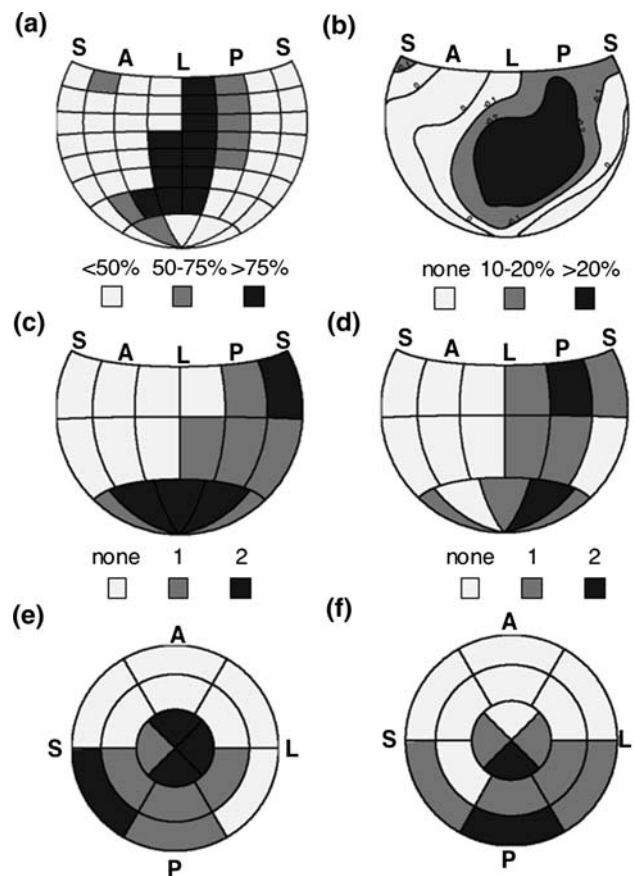 (a) S A L P S
<50% 50-75% >75%
(b) S A L P S
none 10-20% >20%
(c) S A L P S
none 1 2
(d) S A L P S
none 1 2
(e) A
S L
P
(f) A
S L
P